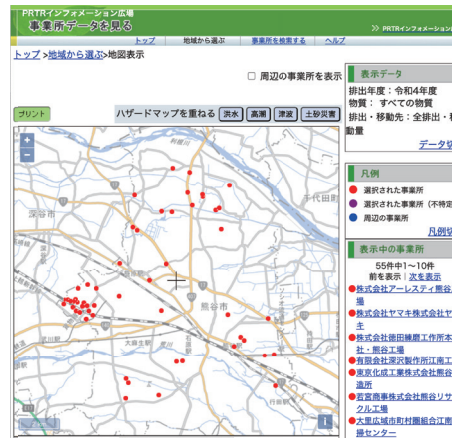 PRTRインフォメーション広場
事業所データを見る
>> PRTRインフォメーション
トップ 地域から選ぶ 事業所を検索する ヘルプ
トップ >地域から選ぶ>地図表示
周辺の事業所を表示
プリント
ハザードマップを重ねる 洪水 高潮 津波 土砂災害
+
−
利根川
千代田町
深谷市
熊谷市
大麻生駅
荒川
行田駅
i
表示データ
排出年度：令和4年度
物質： すべての物質
排出・移動先：全排出・移
動量
データ切
凡例
選択された事業所
選択された事業所（不特定
周辺の事業所
凡例切
表示中の事業所
55件中1～10件
前を表示｜次を表示
株式会社アーレスティ熊谷
場
株式会社ヤマキ株式会社ヤ
キ
株式会社徳田練磨工作所本
社・熊谷工場
有限会社深沢製作所江南工
東京化成工業株式会社熊谷
造所
若宮商事株式会社熊谷リサ
クル工場
大里広域市町村圏組合江南
掃センター